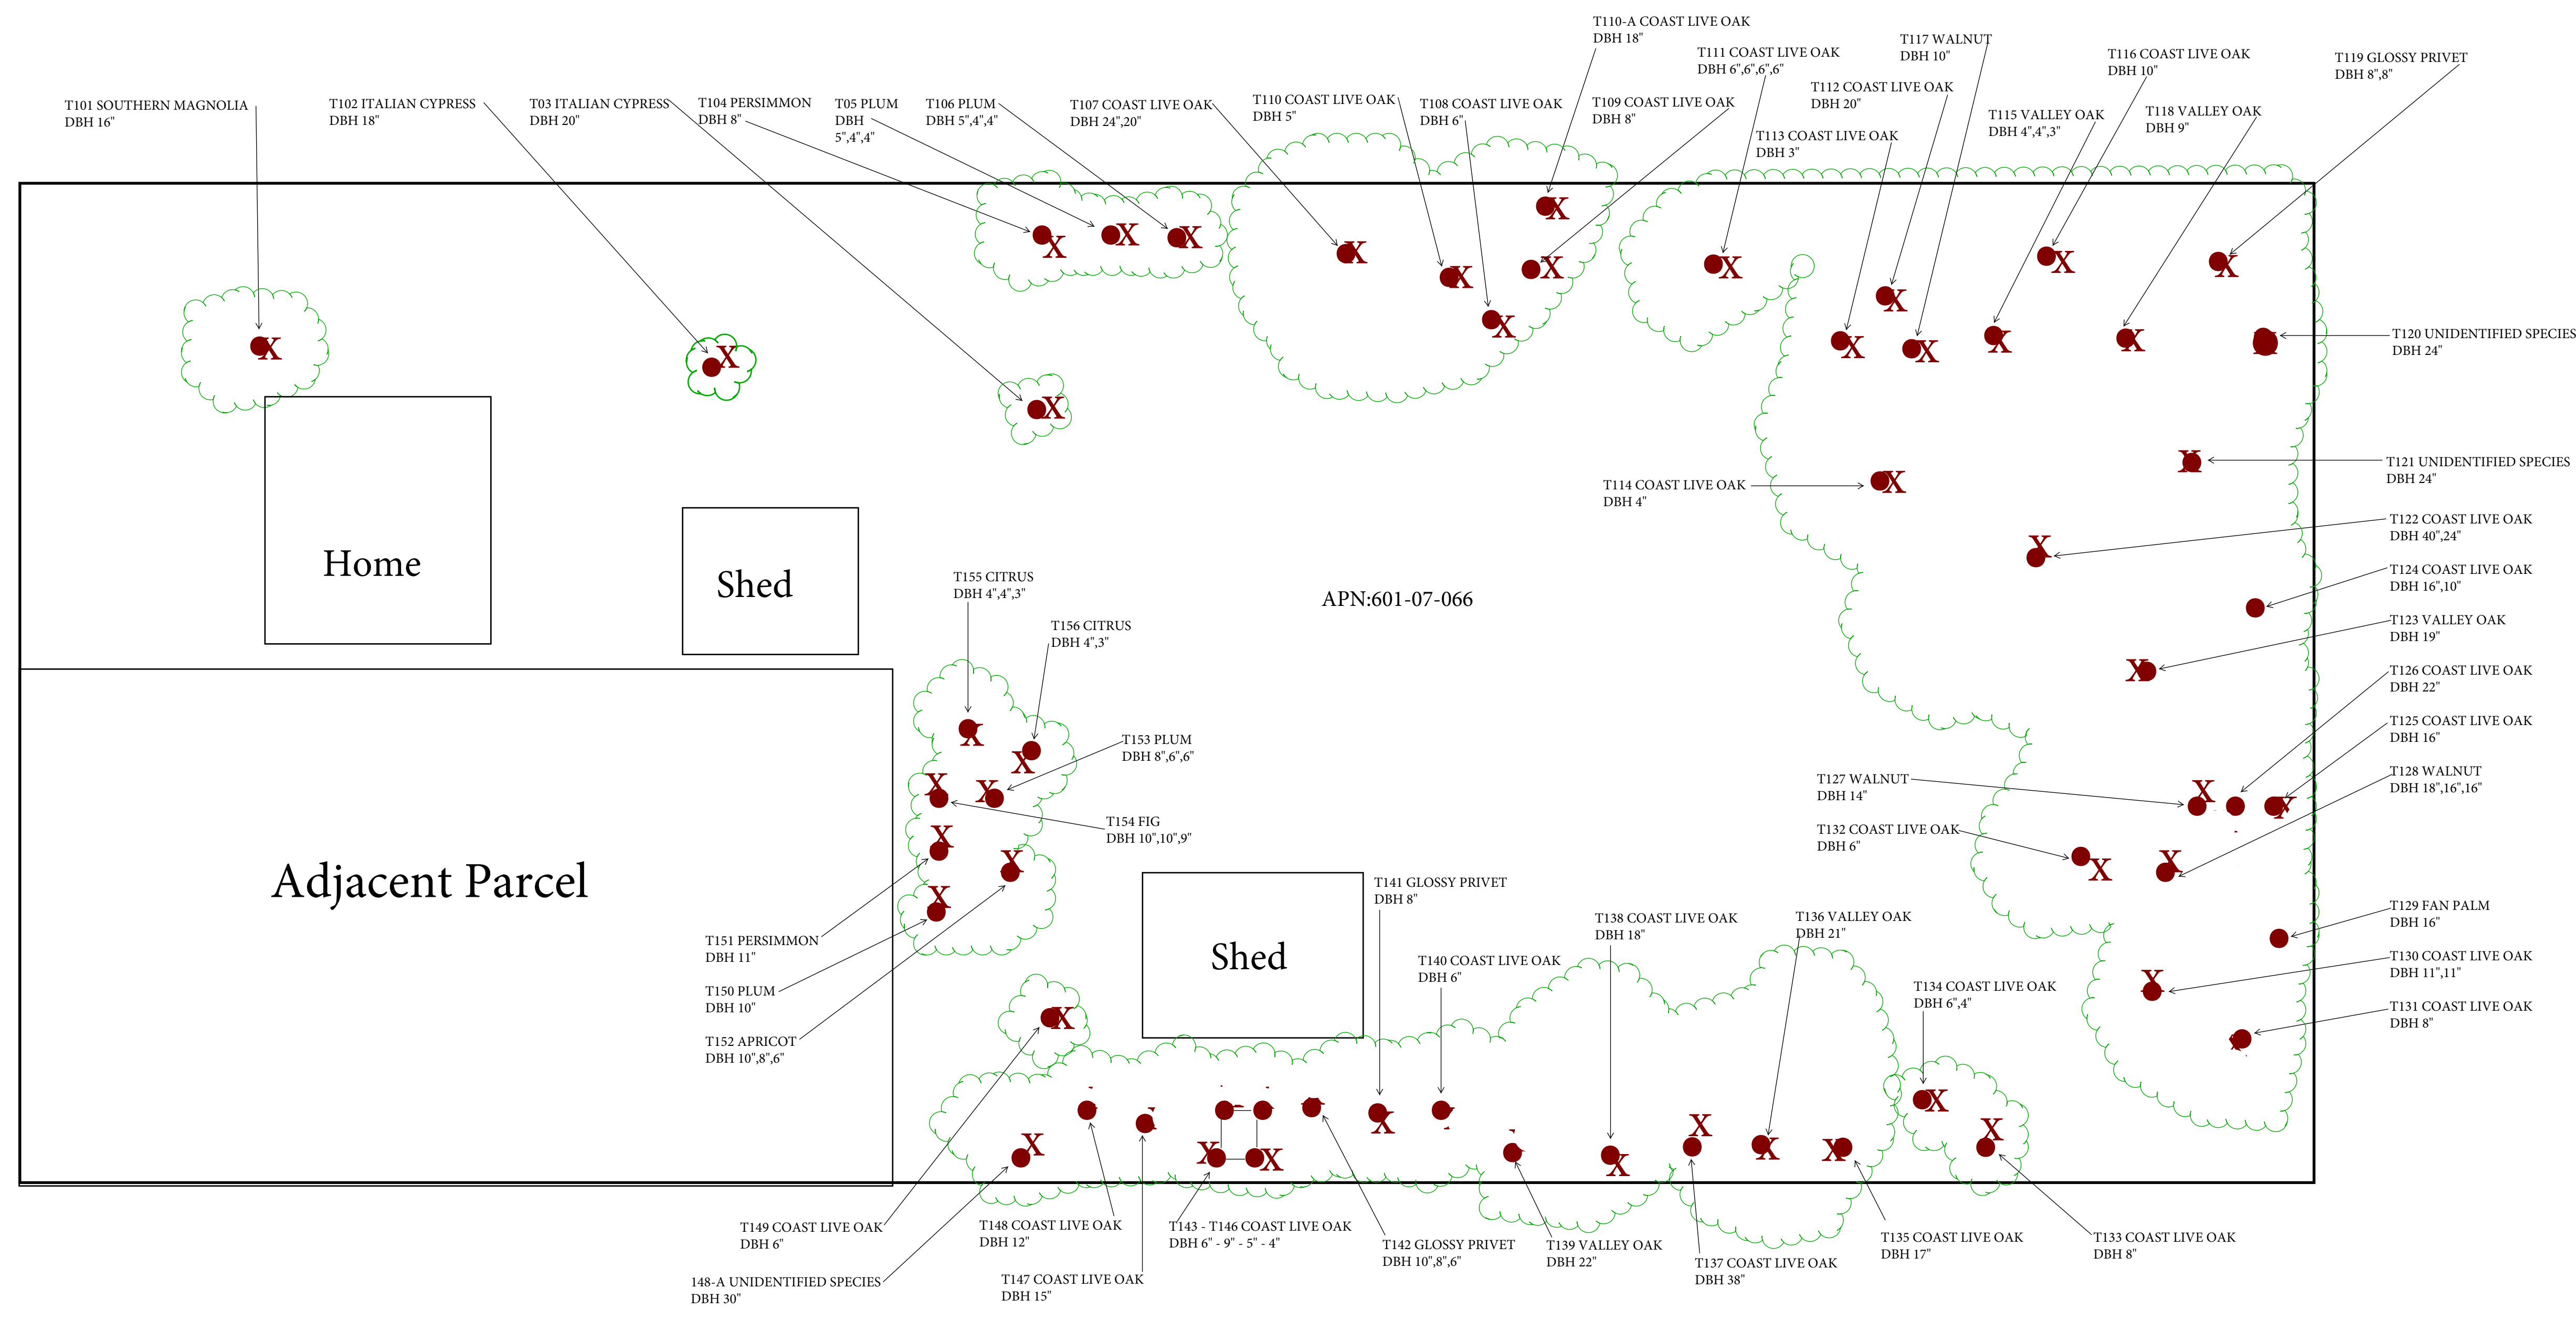 T110-A COAST LIVE OAK
DBH 18"
T111 COAST LIVE OAK
DBH 6",6",6",6"
T117 WALNUT
DBH 10"
T116 COAST LIVE OAK
DBH 10"
T119 GLOSSY PRIVET
DBH 8",8"
T101 SOUTHERN MAGNOLIA
DBH 16"
T102 ITALIAN CYPRESS
DBH 18"
T03 ITALIAN CYPRESS
DBH 20"
T104 PERSIMMON
DBH 8"
T05 PLUM
DBH
5",4",4"
T106 PLUM
DBH 5",4",4"
T107 COAST LIVE OAK
DBH 24",20"
T110 COAST LIVE OAK
DBH 5"
T108 COAST LIVE OAK
DBH 6"
T109 COAST LIVE OAK
DBH 8"
T112 COAST LIVE OAK
DBH 20"
T113 COAST LIVE OAK
DBH 3"
T115 VALLEY OAK
DBH 4",4",3"
T118 VALLEY OAK
DBH 9"
T120 UNIDENTIFIED SPECIES
DBH 24"
T121 UNIDENTIFIED SPECIES
DBH 24"
T114 COAST LIVE OAK
DBH 4"
T122 COAST LIVE OAK
DBH 40",24"
T124 COAST LIVE OAK
DBH 16",10"
T123 VALLEY OAK
DBH 19"
T126 COAST LIVE OAK
DBH 22"
T125 COAST LIVE OAK
DBH 16"
T128 WALNUT
DBH 18",16",16"
T127 WALNUT
DBH 14"
T132 COAST LIVE OAK
DBH 6"
T129 FAN PALM
DBH 16"
T130 COAST LIVE OAK
DBH 11",11"
T131 COAST LIVE OAK
DBH 8"
Home
Shed
APN:601-07-066
T155 CITRUS
DBH 4",4",3"
T156 CITRUS
DBH 4",3"
T153 PLUM
DBH 8",6",6"
T154 FIG
DBH 10",10",9"
Adjacent Parcel
T151 PERSIMMON
DBH 11"
T150 PLUM
DBH 10"
T152 APRICOT
DBH 10",8",6"
Shed
T141 GLOSSY PRIVET
DBH 8"
T140 COAST LIVE OAK
DBH 6"
T138 COAST LIVE OAK
DBH 18"
T136 VALLEY OAK
DBH 21"
T134 COAST LIVE OAK
DBH 6",4"
T149 COAST LIVE OAK
DBH 6"
148-A UNIDENTIFIED SPECIES
DBH 30"
T148 COAST LIVE OAK
DBH 12"
T147 COAST LIVE OAK
DBH 15"
T143 - T146 COAST LIVE OAK
DBH 6" - 9" - 5" - 4"
T142 GLOSSY PRIVET
DBH 10",8",6"
T139 VALLEY OAK
DBH 22"
T137 COAST LIVE OAK
DBH 38"
T135 COAST LIVE OAK
DBH 17"
T133 COAST LIVE OAK
DBH 8"